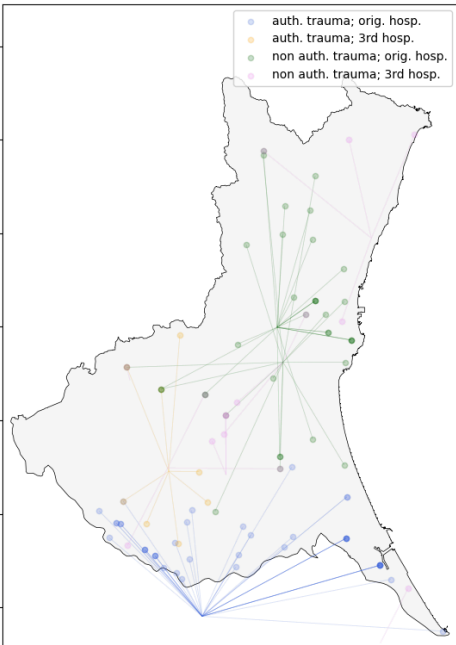 auth. trauma; orig. hosp.
auth. trauma; 3rd hosp.
non auth. trauma; orig. hosp.
non auth. trauma; 3rd hosp.